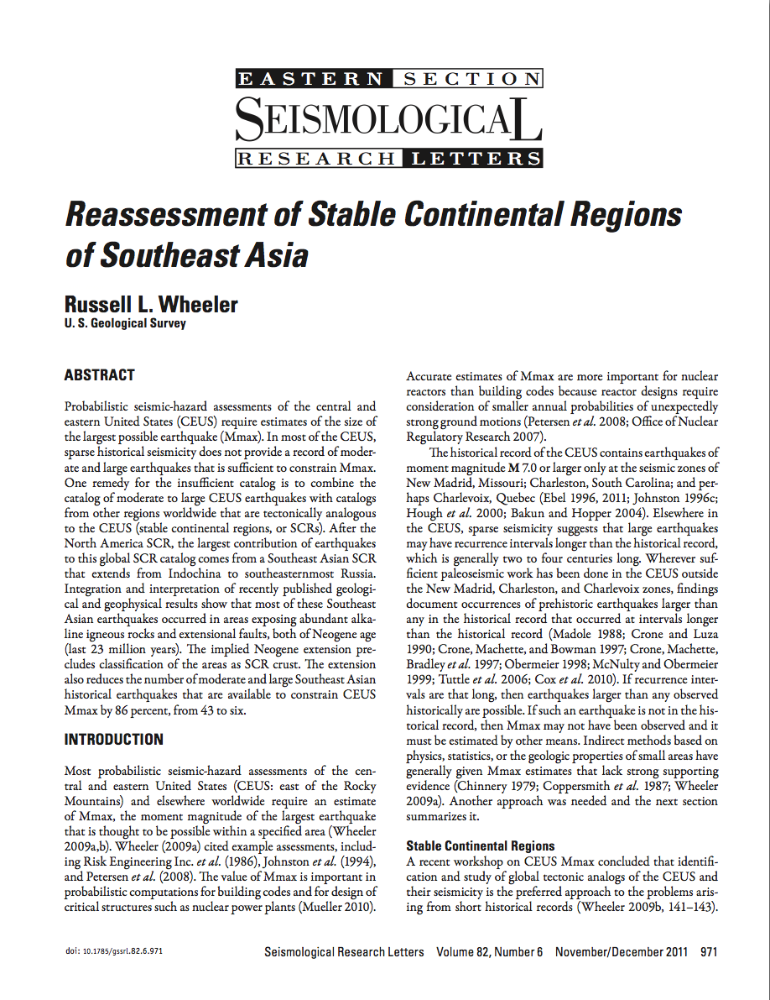 EASTERN SECTION
SEISMOLOGICAL
RESEARCH LETTERS
Reassessment of Stable Continental Regions
of Southeast Asia
Russell L. Wheeler
U. S. Geological Survey
ABSTRACT
Probabilistic seismic-hazard assessments of the central and
eastern United States (CEUS) require estimates of the size of
the largest possible earthquake (Mmax). In most of the CEUS,
sparse historical seismicity does not provide a record of moder-
ate and large earthquakes that is sufficient to constrain Mmax.
One remedy for the insufficient catalog is to combine the
catalog of moderate to large CEUS earthquakes with catalogs
from other regions worldwide that are tectonically analogous
to the CEUS (stable continental regions, or SCRs). After the
North America SCR, the largest contribution of earthquakes
to this global SCR catalog comes from a Southeast Asian SCR
that extends from Indochina to southeasternmost Russia.
Integration and interpretation of recently published geologi-
cal and geophysical results show that most of these Southeast
Asian earthquakes occurred in areas exposing abundant alka-
line igneous rocks and extensional faults, both of Neogene age
(last 23 million years). The implied Neogene extension pre-
cludes classification of the areas as SCR crust. The extension
also reduces the number of moderate and large Southeast Asian
historical earthquakes that are available to constrain CEUS
Mmax by 86 percent, from 43 to six.
INTRODUCTION
Most probabilistic seismic-hazard assessments of the cen-
tral and eastern United States (CEUS: east of the Rocky
Mountains) and elsewhere worldwide require an estimate
of Mmax, the moment magnitude of the largest earthquake
that is thought to be possible within a specified area (Wheeler
2009a,b). Wheeler (2009a) cited example assessments, includ-
ing Risk Engineering Inc. et al. (1986), Johnston et al. (1994),
and Petersen et al. (2008). The value of Mmax is important in
probabilistic computations for building codes and for design of
critical structures such as nuclear power plants (Mueller 2010).
Accurate estimates of Mmax are more important for nuclear
reactors than building codes because reactor designs require
consideration of smaller annual probabilities of unexpectedly
strong ground motions (Petersen et al. 2008; Office of Nuclear
Regulatory Research 2007).
The historical record of the CEUS contains earthquakes of
moment magnitude M 7.0 or larger only at the seismic zones of
New Madrid, Missouri; Charleston, South Carolina; and per-
haps Charlevoix, Quebec (Ebel 1996, 2011; Johnston 1996c;
Hough et al. 2000; Bakun and Hopper 2004). Elsewhere in
the CEUS, sparse seismicity suggests that large earthquakes
may have recurrence intervals longer than the historical record,
which is generally two to four centuries long. Wherever suf-
ficient paleoseismic work has been done in the CEUS outside
the New Madrid, Charleston, and Charlevoix zones, findings
document occurrences of prehistoric earthquakes larger than
any in the historical record that occurred at intervals longer
than the historical record (Madole 1988; Crone and Luza
1990; Crone, Machette, and Bowman 1997; Crone, Machette,
Bradley et al. 1997; Obermeier 1998; McNulty and Obermeier
1999; Tuttle et al. 2006; Cox et al. 2010). If recurrence inter-
vals are that long, then earthquakes larger than any observed
historically are possible. If such an earthquake is not in the his-
torical record, then Mmax may not have been observed and it
must be estimated by other means. Indirect methods based on
physics, statistics, or the geologic properties of small areas have
generally given Mmax estimates that lack strong supporting
evidence (Chinnery 1979; Coppersmith et al. 1987; Wheeler
2009a). Another approach was needed and the next section
summarizes it.
Stable Continental Regions
A recent workshop on CEUS Mmax concluded that identifi-
cation and study of global tectonic analogs of the CEUS and
their seismicity is the preferred approach to the problems aris-
ing from short historical records (Wheeler 2009b, 141–143).
doi: 10.1785/gssrl.82.6.971
Seismological Research Letters Volume 82, Number 6 November/December 2011 971